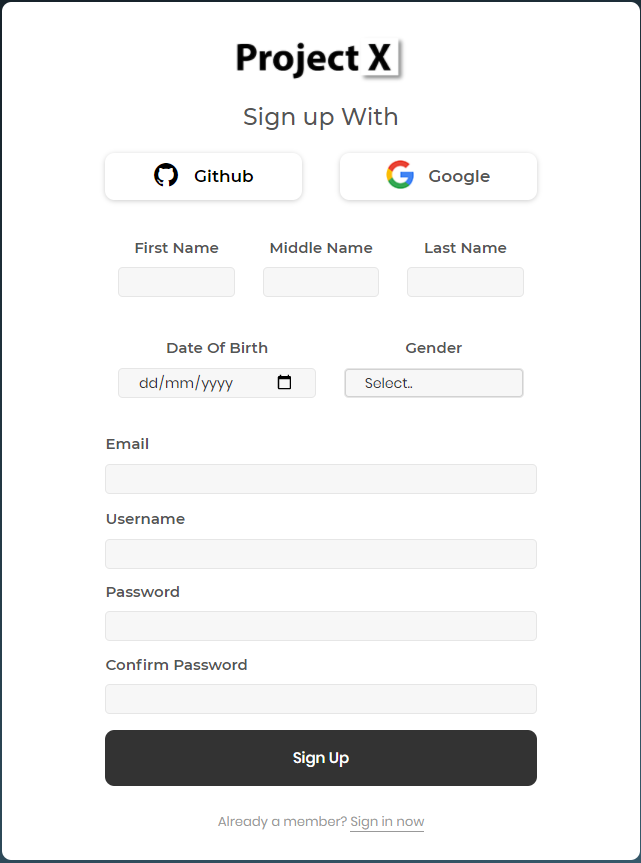 Project X
Sign up With
Github Google
First Name Middle Name Last Name
Date Of Birth Gender
dd/mm/yyyy Select..
Email
Username
Password
Confirm Password
Sign Up
Already a member? Sign in now